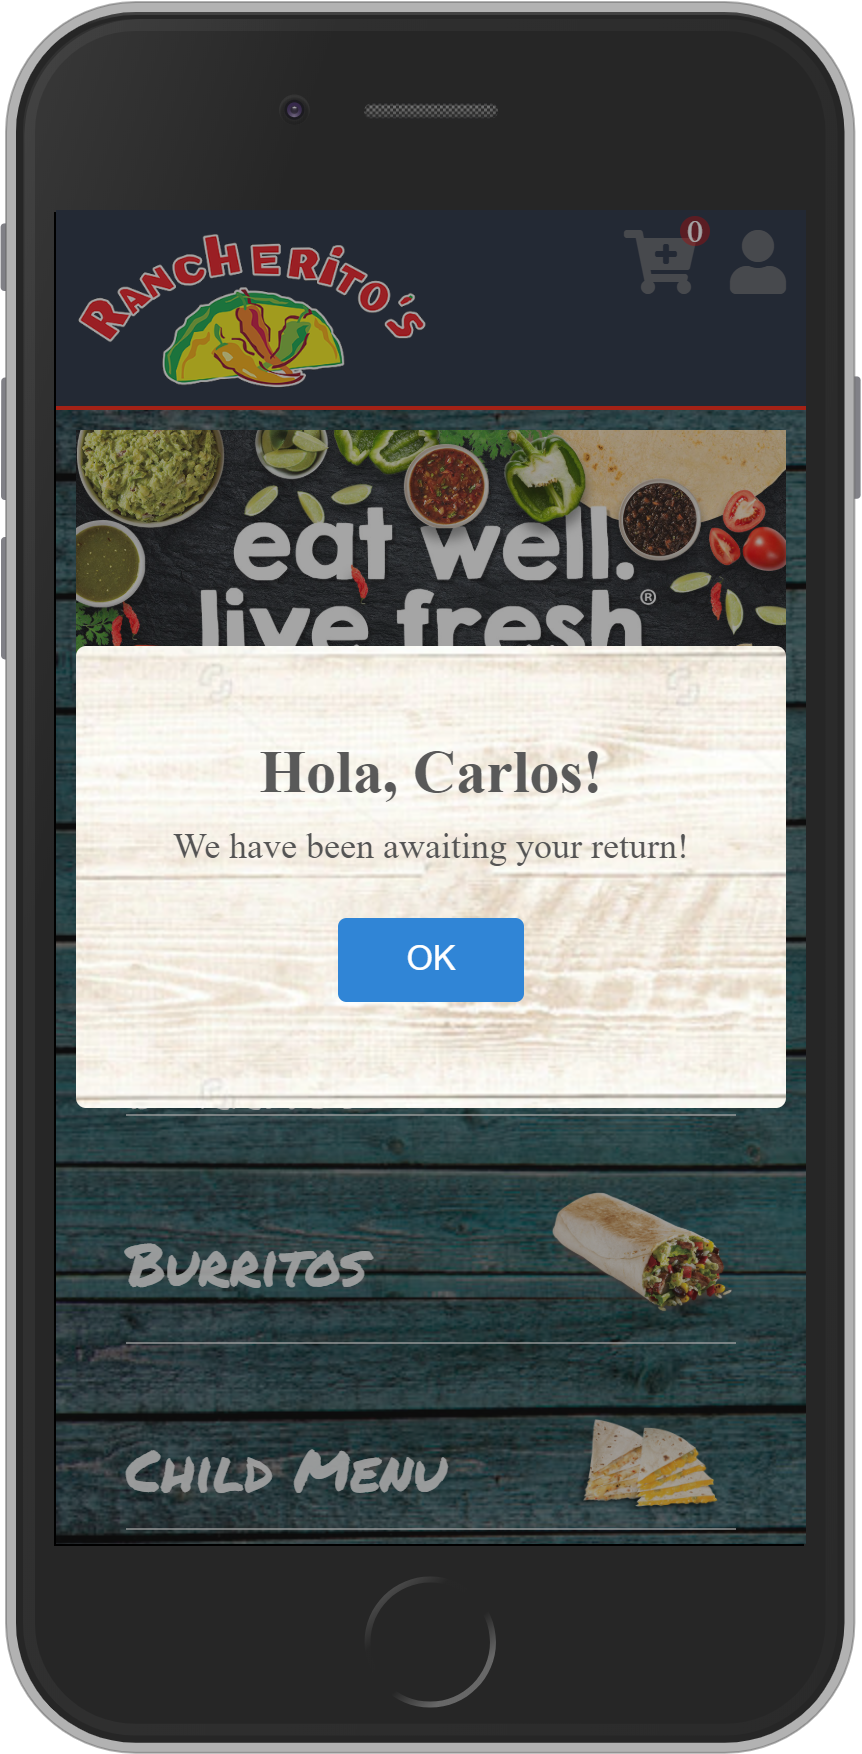 RANCHERITO'S
0
eat well.
live fresh®
Hola, Carlos!
We have been awaiting your return!
OK
BURRITOS
CHILD MENU